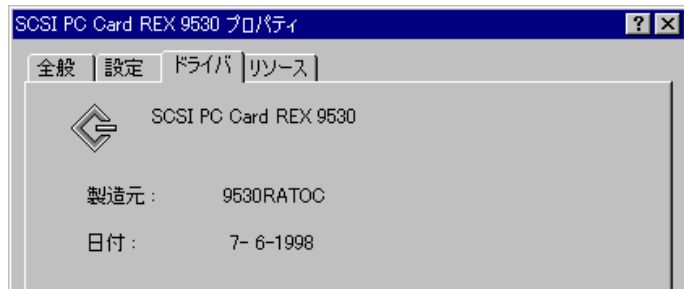 SCSI PC Card REX 9530 プロパティ
全般 設定 ドライバ リソース
SCSI PC Card REX 9530
製造元: 9530RATOC
日付: 7- 6-1998